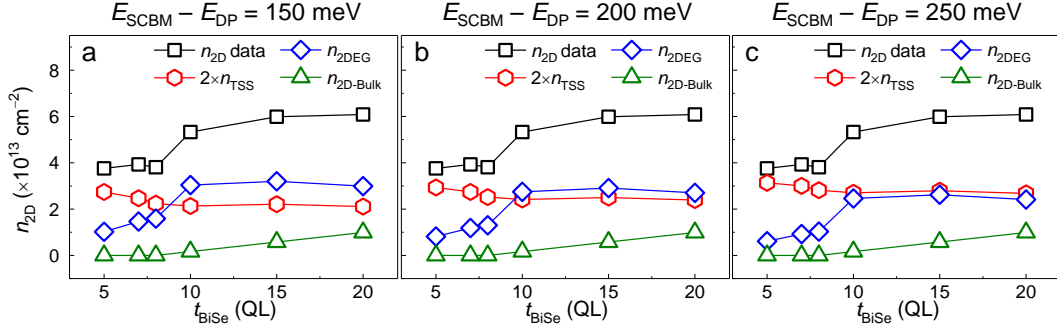 E_SCBM − E_DP = 150 meV
E_SCBM − E_DP = 200 meV
E_SCBM − E_DP = 250 meV
a
n_2D data
n_2DEG
2×n_TSS
n_2D-Bulk
b
n_2D data
n_2DEG
2×n_TSS
n_2D-Bulk
c
n_2D data
n_2DEG
2×n_TSS
n_2D-Bulk
n_2D (×10^13 cm^−2)
8
6
4
2
0
5 10 15 20
5 10 15 20
5 10 15 20
t_BiSe (QL)
t_BiSe (QL)
t_BiSe (QL)